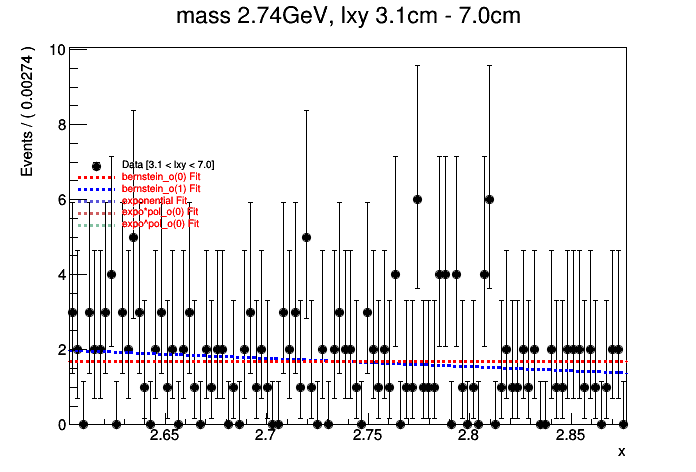 mass 2.74GeV, lxy 3.1cm - 7.0cm
Events / ( 0.00274 )
10
8
6
4
2
0
Data [3.1 < lxy < 7.0]
bernstein_o(0) Fit
bernstein_o(1) Fit
exponential Fit
expo*pol_o(0) Fit
expo^pol_o(0) Fit
2.65 2.7 2.75 2.8 2.85
x